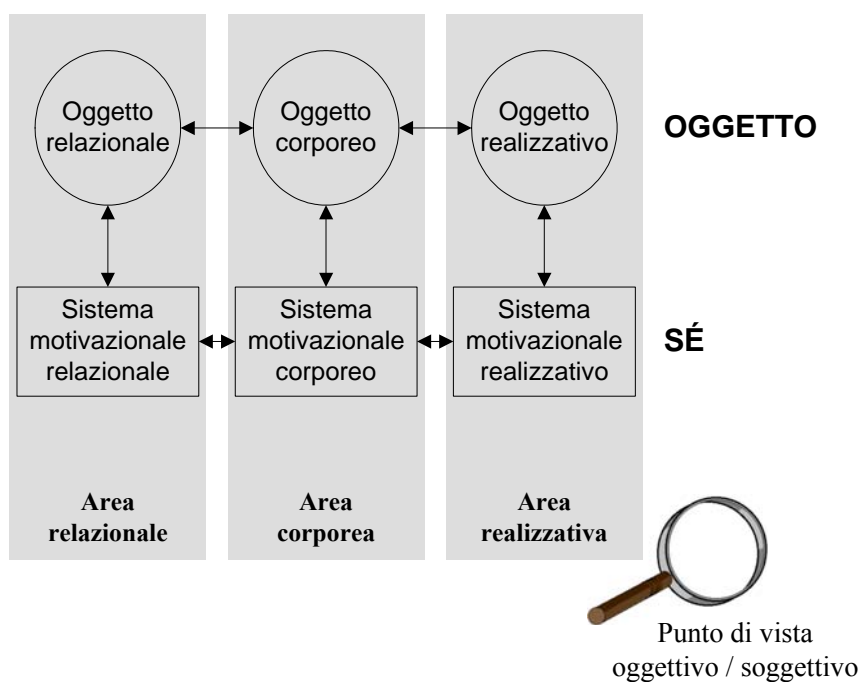 Oggetto
relazionale
Oggetto
corporeo
Oggetto
realizzativo
OGGETTO
Sistema
motivazionale
relazionale
Sistema
motivazionale
corporeo
Sistema
motivazionale
realizzativo
SÉ
Area
relazionale
Area
corporea
Area
realizzativa
Punto di vista
oggettivo / soggettivo